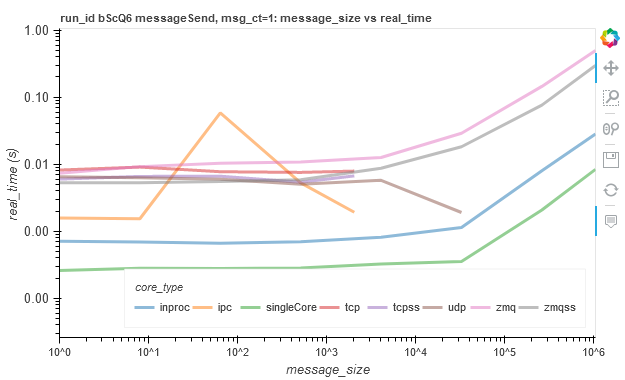 run_id bScQ6 messageSend, msg_ct=1: message_size vs real_time
1.00
0.10
0.01
0.00
0.00
real_time (s)
core_type
inproc ipc singleCore tcp tcpss udp zmq zmqss
10^0 10^1 10^2 10^3 10^4 10^5 10^6
message_size